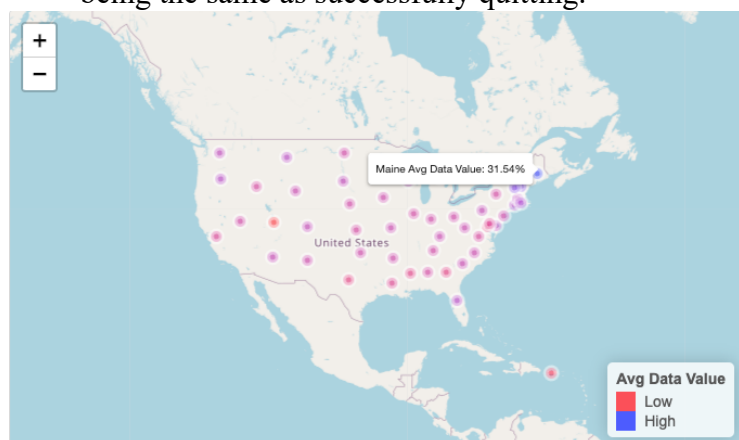 being the same as successfully quitting.
+
−
Maine Avg Data Value: 31.54%
United States
Avg Data Value
Low
High